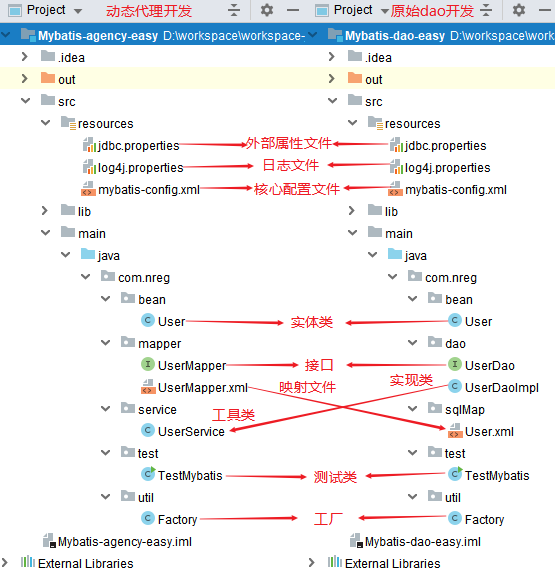 Project 动态代理开发 Project 原始dao开发
Mybatis-agency-easy D:\workspace\workspace- Mybatis-dao-easy D:\workspace\work
.idea .idea
out out
src src
resources resources
jdbc.properties 外部属性文件 jdbc.properties
log4j.properties 日志文件 log4j.properties
mybatis-config.xml 核心配置文件 mybatis-config.xml
lib lib
main main
java java
com.nreg com.nreg
bean bean
User 实体类 User
mapper dao
UserMapper 接口 UserDao
UserMapper.xml 映射文件 实现类 UserDaoImpl
service 工具类 sqlMap
UserService User.xml
test test
TestMybatis 测试类 TestMybatis
util util
Factory 工厂 Factory
Mybatis-agency-easy.iml Mybatis-dao-easy.iml
External Libraries External Libraries